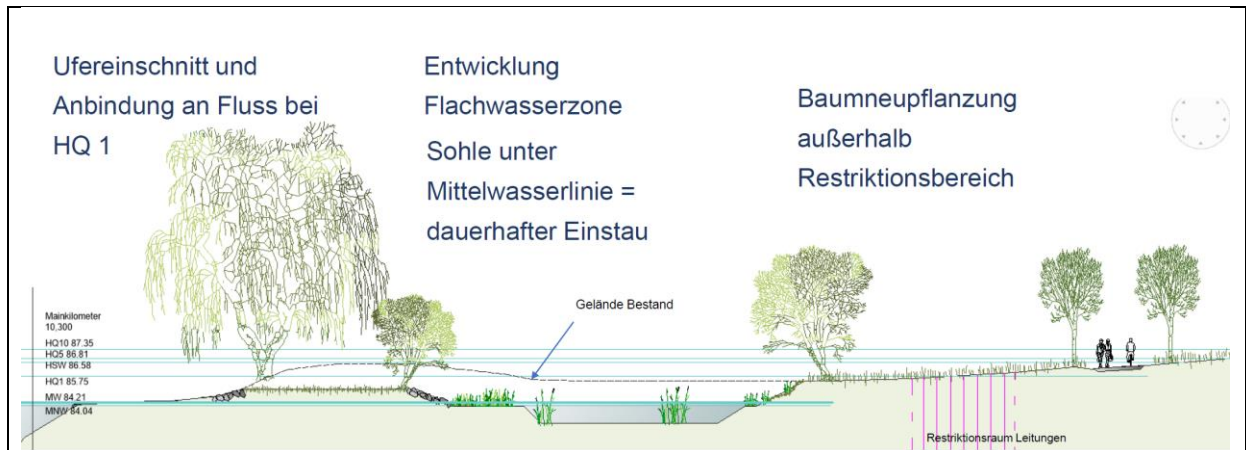 Ufereinschnitt und
Anbindung an Fluss bei
HQ 1
Entwicklung
Flachwasserzone
Sohle unter
Mittelwasserlinie =
dauerhafter Einstau
Baumneupflanzung
außerhalb
Restriktionsbereich
Gelände Bestand
Mainkilometer
10,300
HQ10 87.35
HQ5 86.81
HSW 86.58
HQ1 85.75
MW 84.21
MNW 84.04
Restriktionsraum Leitungen